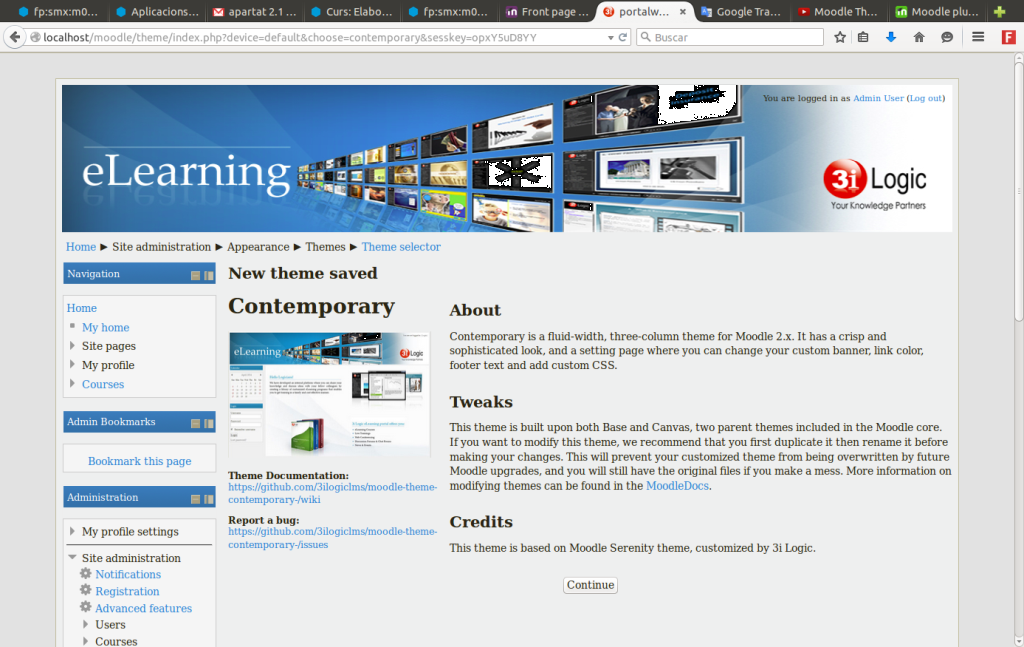 fp:smx:m0...
Aplicacions...
apartat 2.1 ...
Curs: Elabo...
fp:smx:m0...
Front page ...
portalw...
Google Tra...
Moodle Th...
Moodle plu...
localhost/moodle/theme/index.php?device=default&choose=contemporary&sesskey=opxY5uD8YY
Buscar
You are logged in as Admin User (Log out)
eLearning
3i Logic
Your Knowledge Partners
Home ► Site administration ► Appearance ► Themes ► Theme selector
Navigation
Home
My home
Site pages
My profile
Courses
Admin Bookmarks
Bookmark this page
Administration
My profile settings
Site administration
Notifications
Registration
Advanced features
Users
Courses
New theme saved
Contemporary
eLearning
3i Logic
Theme Documentation:
https://github.com/3ilogiclms/moodle-theme-
contemporary-/wiki
Report a bug:
https://github.com/3ilogiclms/moodle-theme-
contemporary-/issues
About
Contemporary is a fluid-width, three-column theme for Moodle 2.x. It has a crisp and
sophisticated look, and a setting page where you can change your custom banner, link color,
footer text and add custom CSS.
Tweaks
This theme is built upon both Base and Canvas, two parent themes included in the Moodle core.
If you want to modify this theme, we recommend that you first duplicate it then rename it before
making your changes. This will prevent your customized theme from being overwritten by future
Moodle upgrades, and you will still have the original files if you make a mess. More information on
modifying themes can be found in the MoodleDocs.
Credits
This theme is based on Moodle Serenity theme, customized by 3i Logic.
Continue